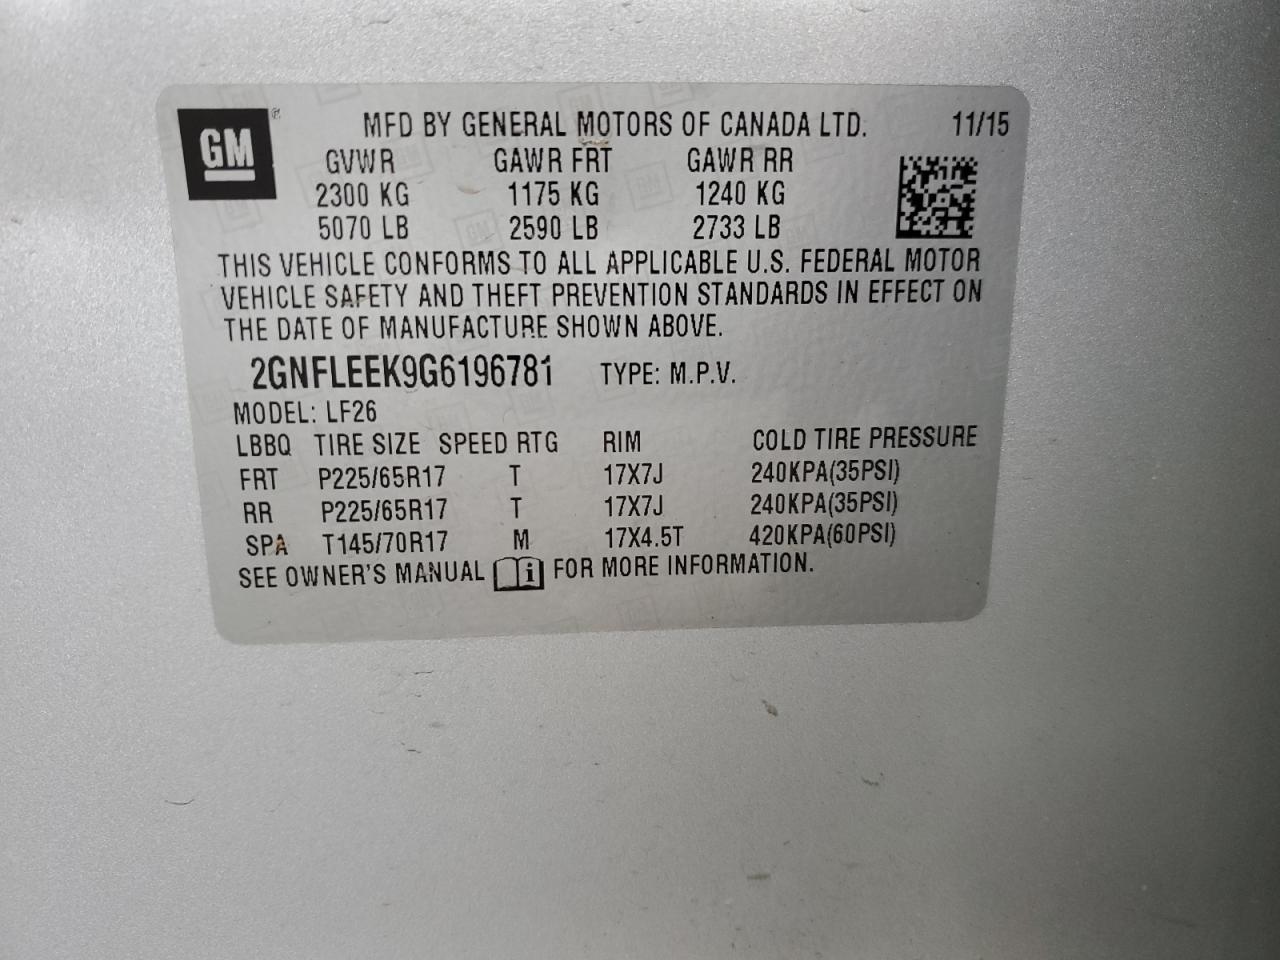 GM® MFD BY GENERAL MOTORS OF CANADA LTD. 11/15
GVWR GAWR FRT GAWR RR
2300 KG 1175 KG 1240 KG
5070 LB 2590 LB 2733 LB
THIS VEHICLE CONFORMS TO ALL APPLICABLE U.S. FEDERAL MOTOR
VEHICLE SAFETY AND THEFT PREVENTION STANDARDS IN EFFECT ON
THE DATE OF MANUFACTURE SHOWN ABOVE.
2GNFLEEK9G6196781 TYPE: M.P.V.
MODEL: LF26
LBBQ TIRE SIZE SPEED RTG RIM COLD TIRE PRESSURE
FRT P225/65R17 T 17X7J 240KPA(35PSI)
RR P225/65R17 T 17X7J 240KPA(35PSI)
SPA T145/70R17 M 17X4.5T 420KPA(60PSI)
SEE OWNER'S MANUAL i FOR MORE INFORMATION.